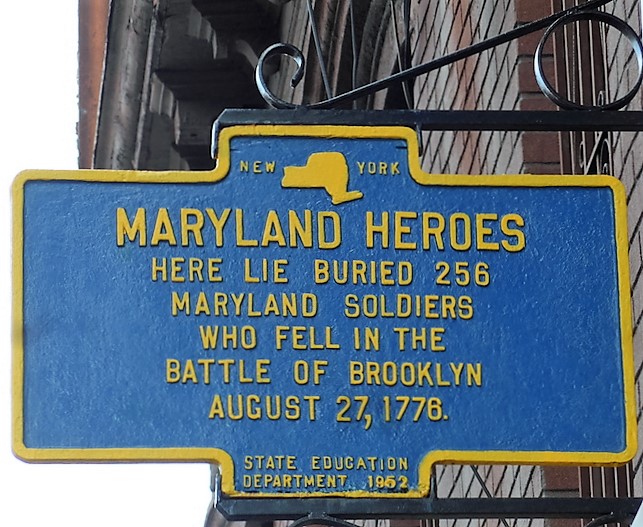 NEW YORK
MARYLAND HEROES
HERE LIE BURIED 256
MARYLAND SOLDIERS
WHO FELL IN THE
BATTLE OF BROOKLYN
AUGUST 27, 1776.
STATE EDUCATION
DEPARTMENT 1952